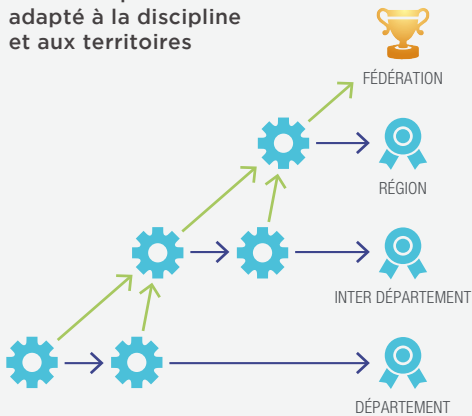 adapté à la discipline
et aux territoires
FÉDÉRATION
RÉGION
INTER DÉPARTEMENT
DÉPARTEMENT